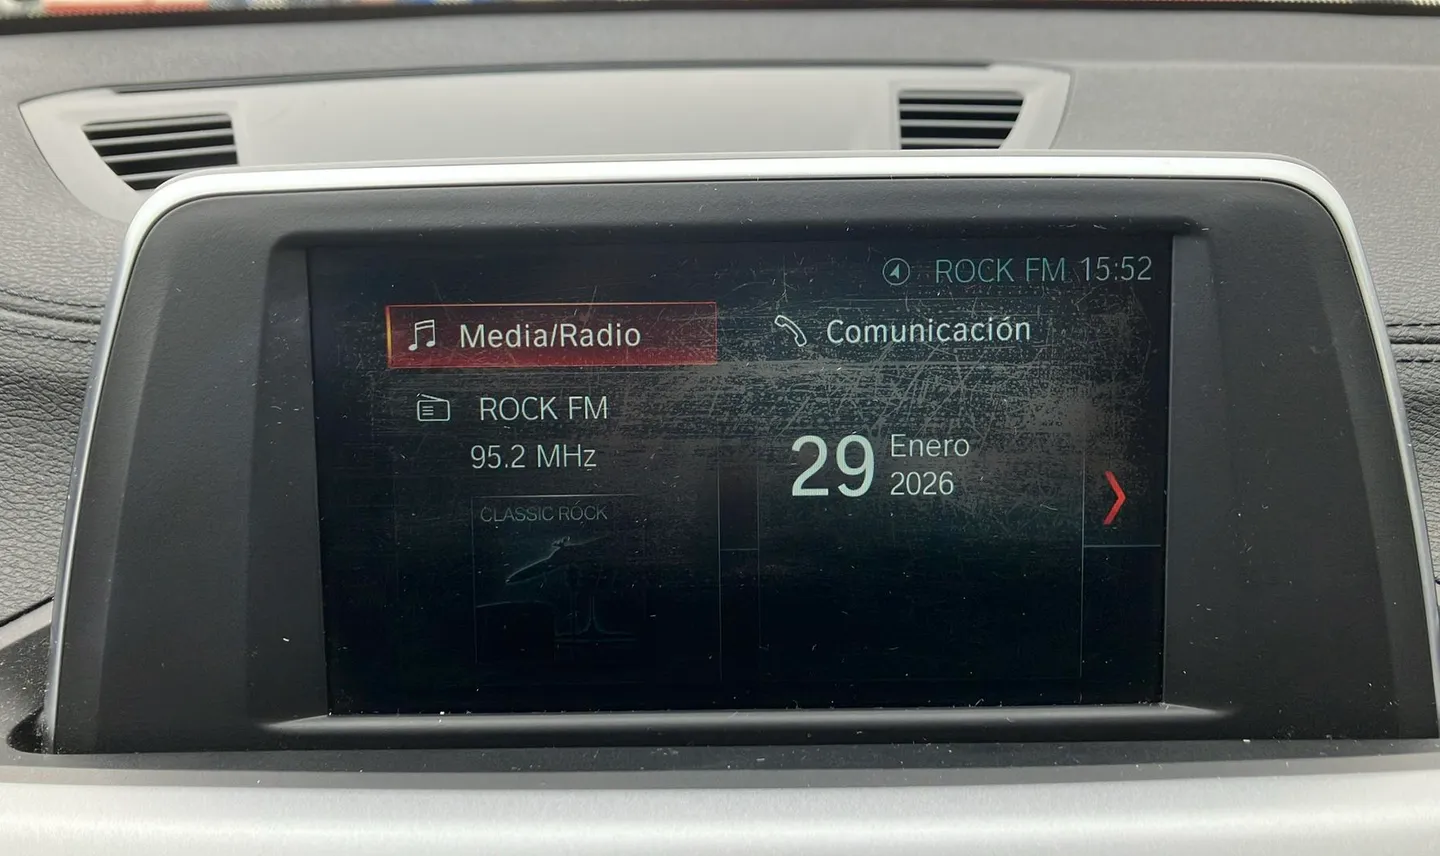 ROCK FM 15:52
Media/Radio
Comunicación
ROCK FM
95.2 MHz
CLASSIC ROCK
29 Enero
2026